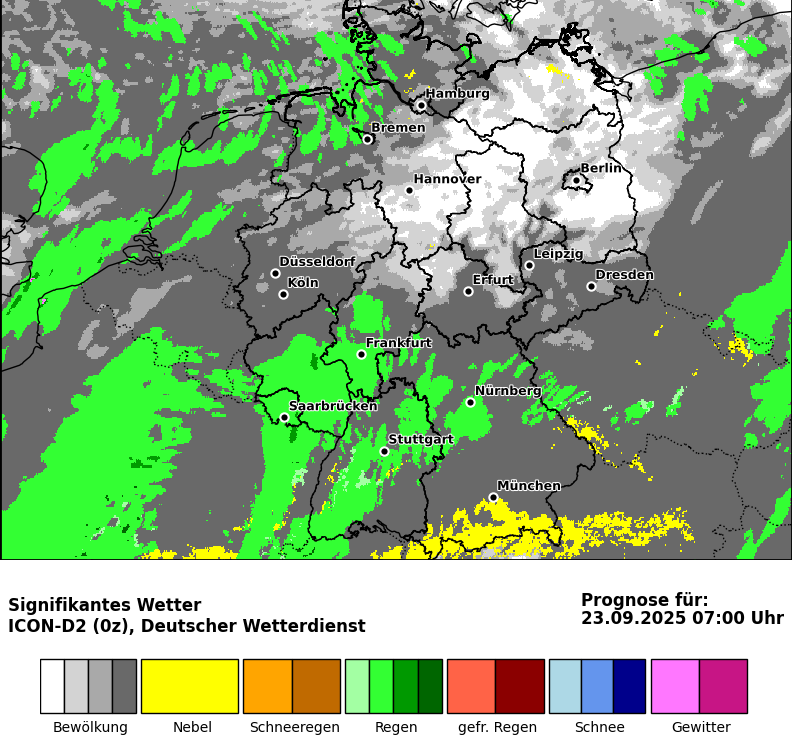 Hamburg
Bremen
Berlin
Hannover
Leipzig
Düsseldorf
Dresden
Köln
Erfurt
Frankfurt
Nürnberg
Saarbrücken
Stuttgart
München
Signifikantes Wetter
ICON-D2 (0z), Deutscher Wetterdienst
Prognose für:
23.09.2025 07:00 Uhr
Bewölkung
Nebel
Schneeregen
Regen
gefr. Regen
Schnee
Gewitter